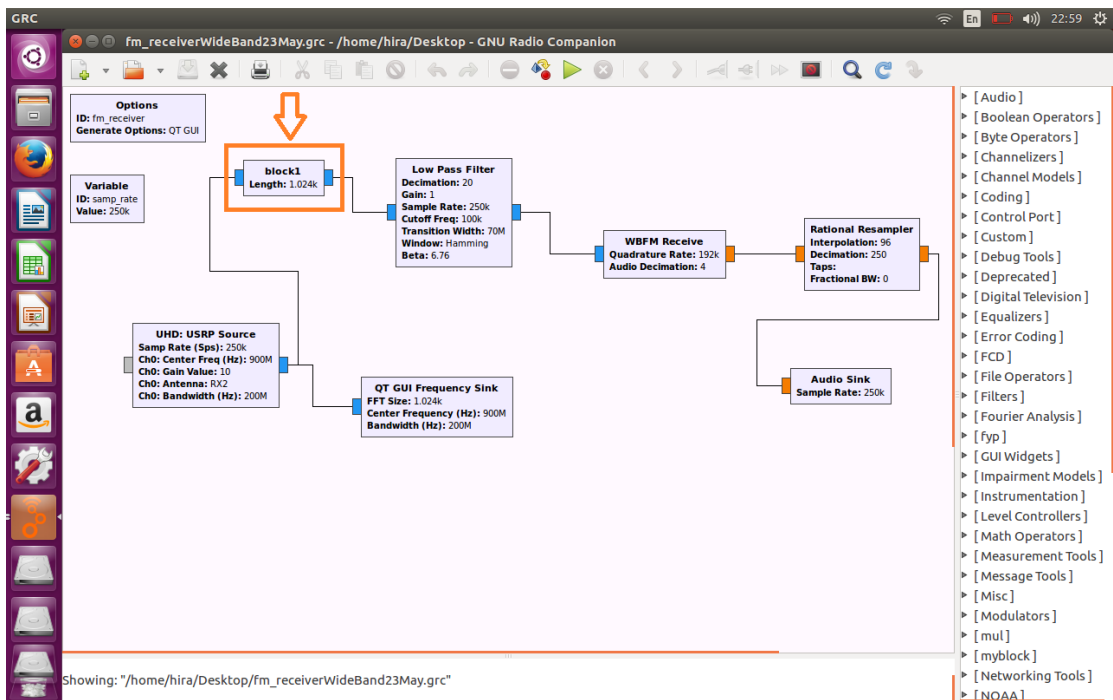 GRC
En
22:59
fm_receiverWideBand23May.grc - /home/hira/Desktop - GNU Radio Companion
Options
ID: fm_receiver
Generate Options: QT GUI
Variable
ID: samp_rate
Value: 250k
block1
Length: 1.024k
Low Pass Filter
Decimation: 20
Gain: 1
Sample Rate: 250k
Cutoff Freq: 100k
Transition Width: 70M
Window: Hamming
Beta: 6.76
WBFM Receive
Quadrature Rate: 192k
Audio Decimation: 4
Rational Resampler
Interpolation: 96
Decimation: 250
Taps:
Fractional BW: 0
UHD: USRP Source
Samp Rate (Sps): 250k
Ch0: Center Freq (Hz): 900M
Ch0: Gain Value: 10
Ch0: Antenna: RX2
Ch0: Bandwidth (Hz): 200M
QT GUI Frequency Sink
FFT Size: 1.024k
Center Frequency (Hz): 900M
Bandwidth (Hz): 200M
Audio Sink
Sample Rate: 250k
[ Audio ]
[ Boolean Operators ]
[ Byte Operators ]
[ Channelizers ]
[ Channel Models ]
[ Coding ]
[ Control Port ]
[ Custom ]
[ Debug Tools ]
[ Deprecated ]
[ Digital Television ]
[ Equalizers ]
[ Error Coding ]
[ FCD ]
[ File Operators ]
[ Filters ]
[ Fourier Analysis ]
[ fyp ]
[ GUI Widgets ]
[ Impairment Models ]
[ Instrumentation ]
[ Level Controllers ]
[ Math Operators ]
[ Measurement Tools ]
[ Message Tools ]
[ Misc ]
[ Modulators ]
[ mul ]
[ myblock ]
[ Networking Tools ]
[ NOAA ]
Showing: "/home/hira/Desktop/fm_receiverWideBand23May.grc"